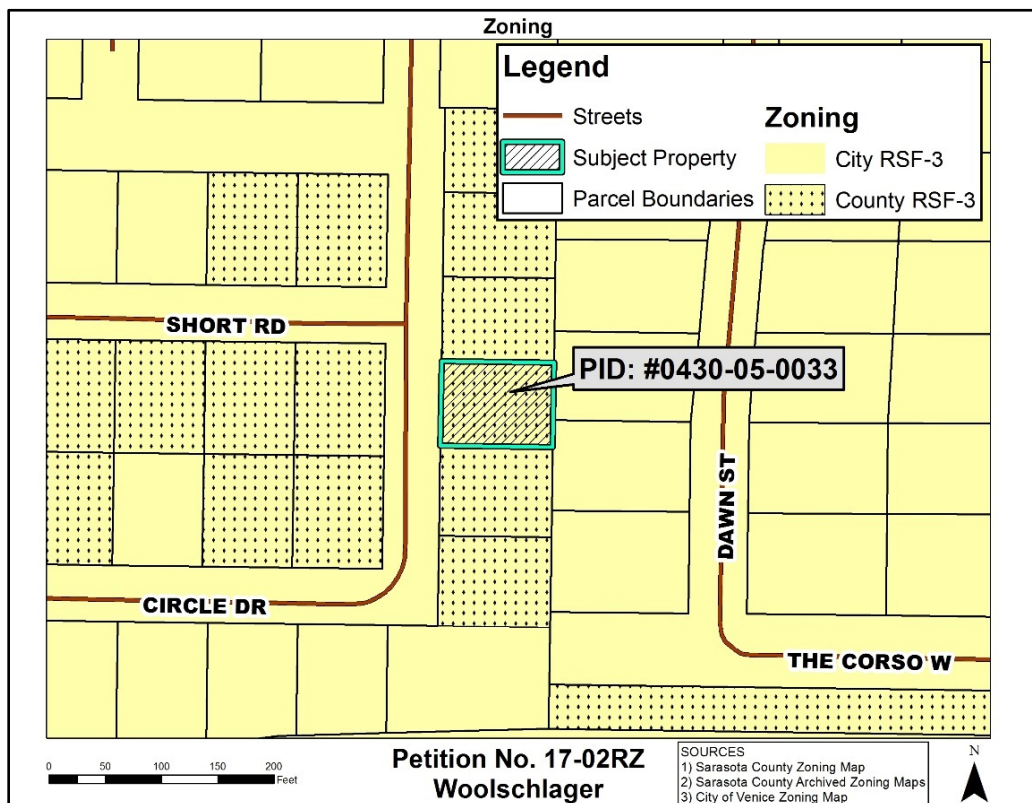 Zoning
Legend
Streets
Subject Property
Parcel Boundaries
Zoning
City RSF-3
County RSF-3
SHORT RD
PID: #0430-05-0033
DAWN ST
CIRCLE DR
THE CORSO W
0 50 100 200
Feet
Petition No. 17-02RZ
Woolschlager
SOURCES
1) Sarasota County Zoning Map
2) Sarasota County Archived Zoning Maps
3) City of Venice Zoning Map
N